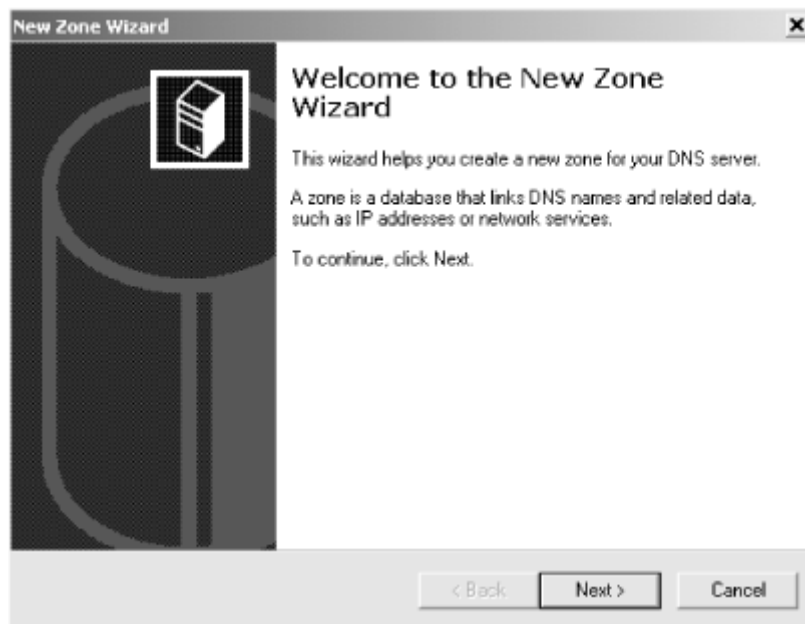 New Zone Wizard
Welcome to the New Zone
Wizard
This wizard helps you create a new zone for your DNS server.
A zone is a database that links DNS names and related data,
such as IP addresses or network services.
To continue, click Next.
< Back
Next >
Cancel